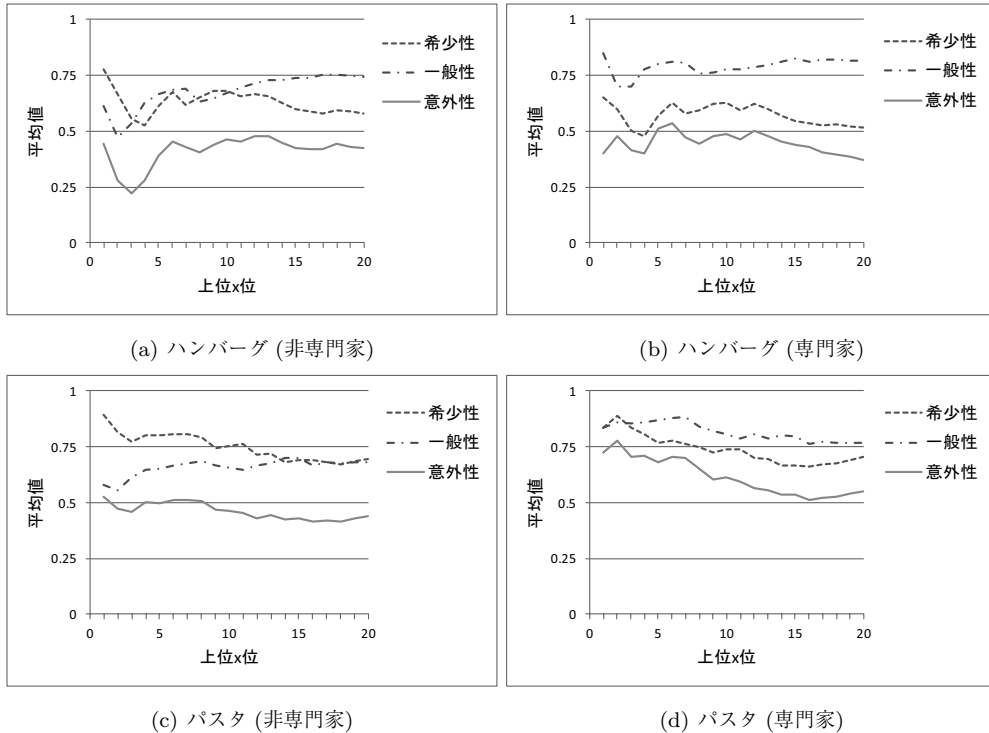 1
0.75
0.5
0.25
0
平均値
0 5 10 15 20
上位x位
希少性
一般性
意外性
(a) ハンバーグ (非専門家)
1
0.75
0.5
0.25
0
平均値
0 5 10 15 20
上位x位
希少性
一般性
意外性
(b) ハンバーグ (専門家)
1
0.75
0.5
0.25
0
平均値
0 5 10 15 20
上位x位
希少性
一般性
意外性
(c) パスタ (非専門家)
1
0.75
0.5
0.25
0
平均値
0 5 10 15 20
上位x位
希少性
一般性
意外性
(d) パスタ (専門家)